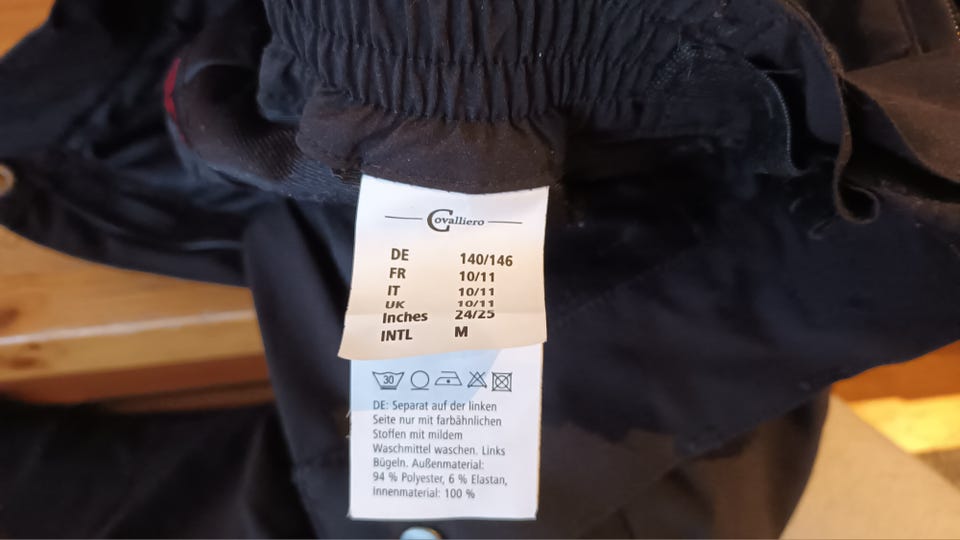 Covalliero
DE 140/146
FR 10/11
IT 10/11
UK 10/11
Inches 24/25
INTL M
30
DE: Separat auf der linken
Seite nur mit farbähnlichen
Stoffen mit mildem
Waschmittel waschen. Links
Bügeln. Außenmaterial:
94 % Polyester, 6 % Elastan,
Innenmaterial: 100 %